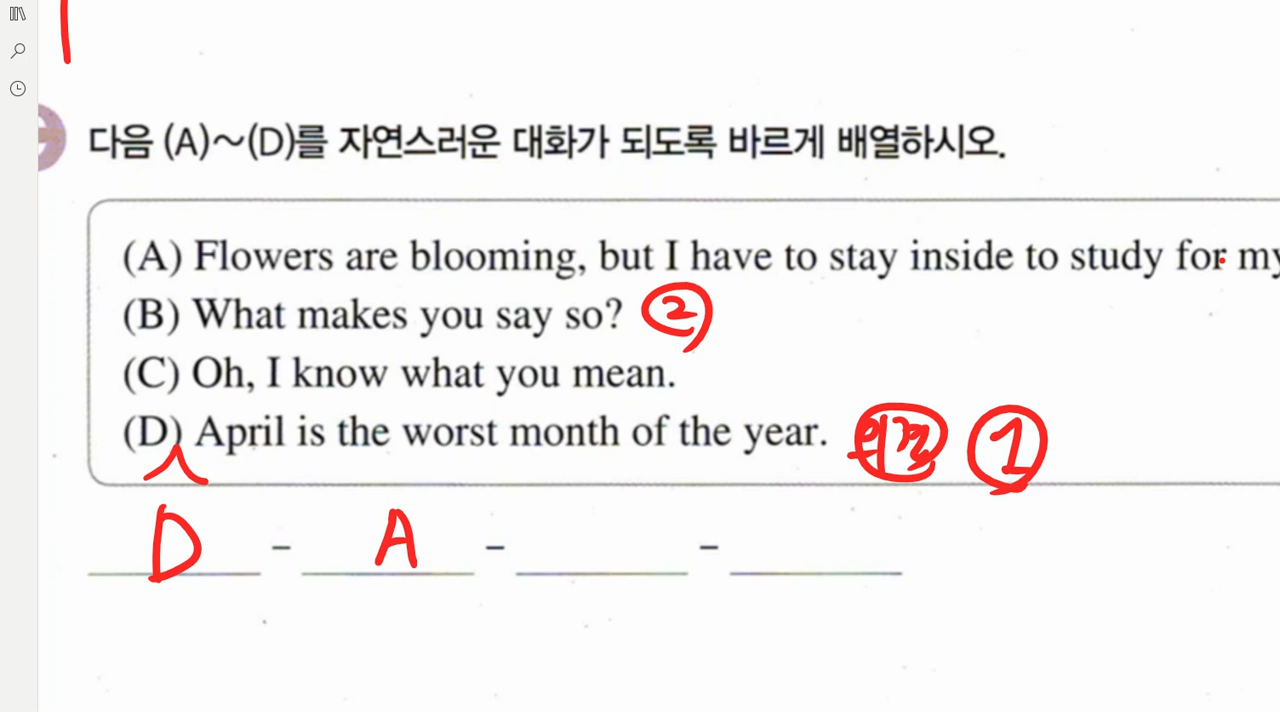 다음 (A)~(D)를 자연스러운 대화가 되도록 바르게 배열하시오.
(A) Flowers are blooming, but I have to stay inside to study for my
(B) What makes you say so? 2
(C) Oh, I know what you mean.
(D) April is the worst month of the year. 1
D - A - -